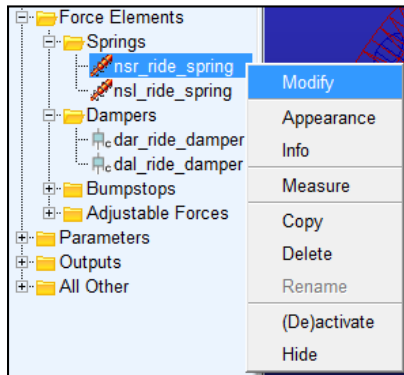 Force Elements
Springs
nsr_ride_spring
nsl_ride_spring
Dampers
c dar_ride_damper
c dal_ride_damper
Bumpstops
Adjustable Forces
Parameters
Outputs
All Other
Modify
Appearance
Info
Measure
Copy
Delete
Rename
(De)activate
Hide